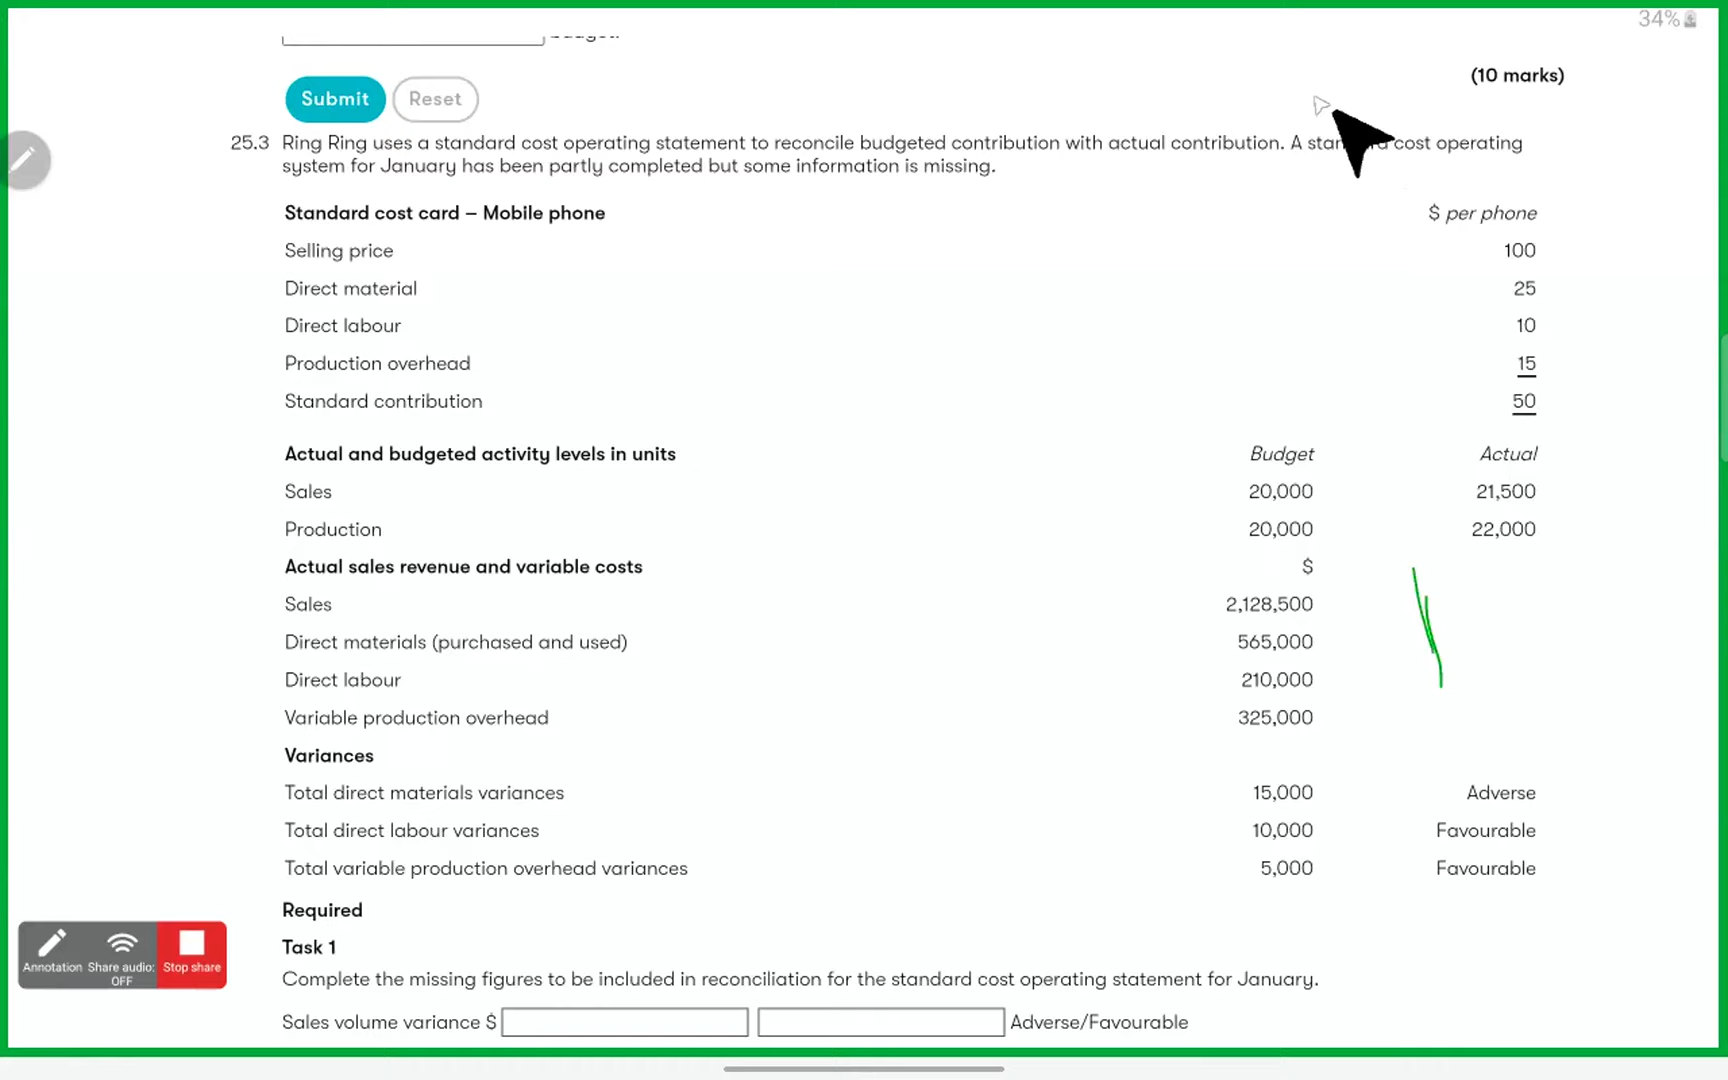 34%
(10 marks)
Submit Reset
25.3 Ring Ring uses a standard cost operating statement to reconcile budgeted contribution with actual contribution. A cost operating
system for January has been partly completed but some information is missing.
Standard cost card – Mobile phone $ per phone
Selling price 100
Direct material 25
Direct labour 10
Production overhead 15
Standard contribution 50
Actual and budgeted activity levels in units Budget Actual
Sales 20,000 21,500
Production 20,000 22,000
Actual sales revenue and variable costs $
Sales 2,128,500
Direct materials (purchased and used) 565,000
Direct labour 210,000
Variable production overhead 325,000
Variances
Total direct materials variances 15,000 Adverse
Total direct labour variances 10,000 Favourable
Total variable production overhead variances 5,000 Favourable
Required
Task 1
Complete the missing figures to be included in reconciliation for the standard cost operating statement for January.
Sales volume variance $ Adverse/Favourable
Annotation Share audio: OFF Stop share